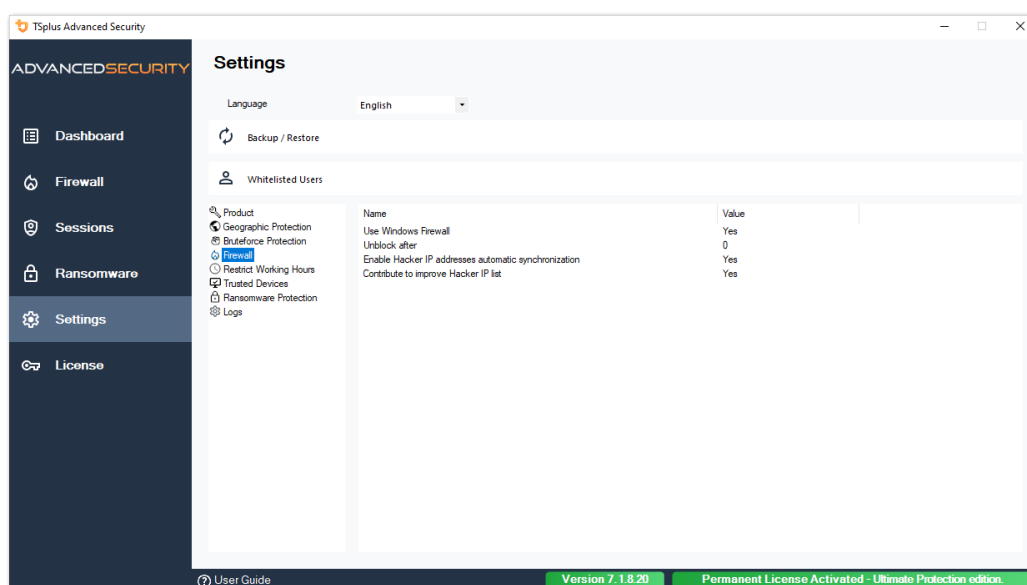 TSplus Advanced Security
ADVANCEDSECURITY
Dashboard
Firewall
Sessions
Ransomware
Settings
License
Settings
Language English
Backup / Restore
Whitelisted Users
Product
Geographic Protection
Bruteforce Protection
Firewall
Restrict Working Hours
Trusted Devices
Ransomware Protection
Logs
Name Value
Use Windows Firewall Yes
Unblock after 0
Enable Hacker IP addresses automatic synchronization Yes
Contribute to improve Hacker IP list Yes
User Guide
Version 7.1.8.20
Permanent License Activated - Ultimate Protection edition.